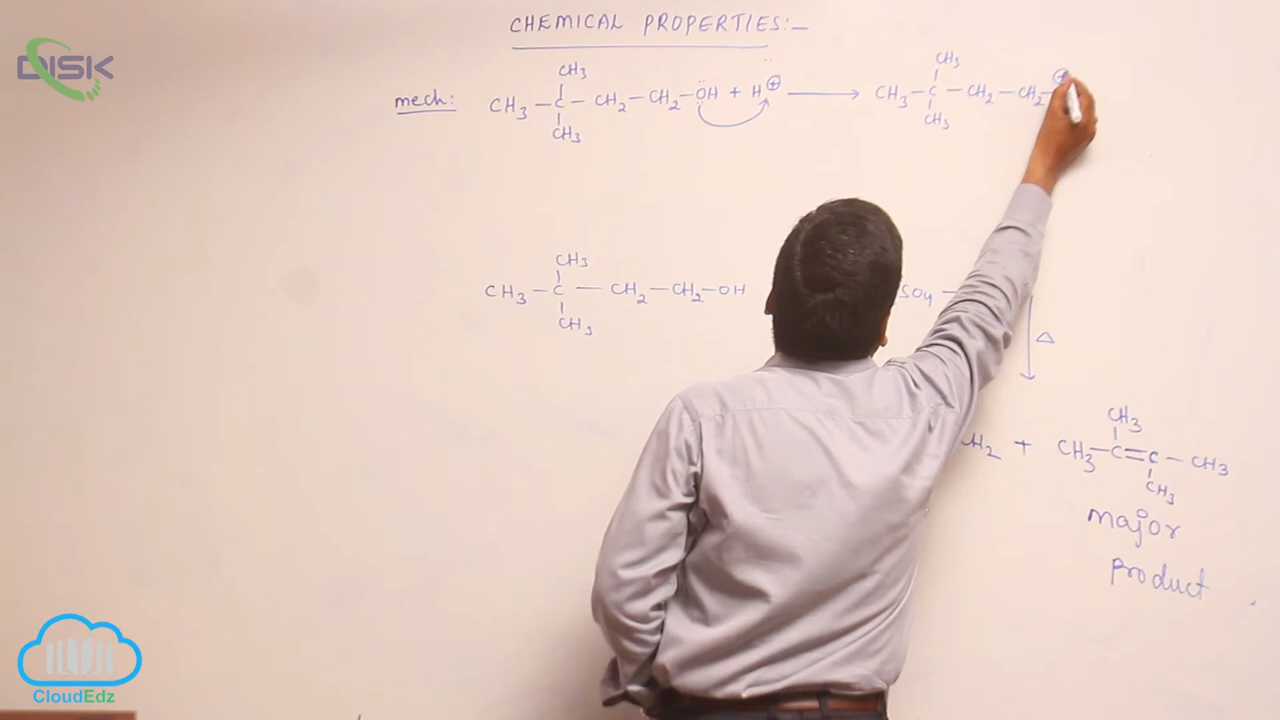 CHEMICAL PROPERTIES:-
DISK
CH3 CH3
mech: CH3 — C — CH2 — CH2 — ÖH + H⊕ ⟶ CH3 — C — CH2 — CH2 — ⊕
CH3 CH3
CH3
CH3 — C — CH2 — CH2 — OH SO4 —
CH3
Δ
CH3
H2 + CH3 — C = C — CH3
CH3
major
product
CloudEdz